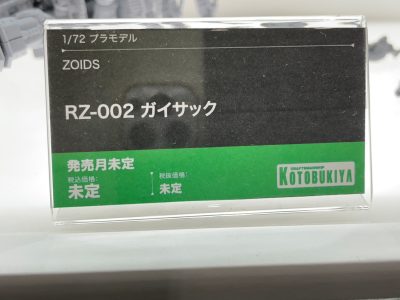 1/72 プラモデル
ZOIDS
RZ-002 ガイサック
発売月未定
税込価格: 税抜価格:
未定 未定
KOTOBUKIYA